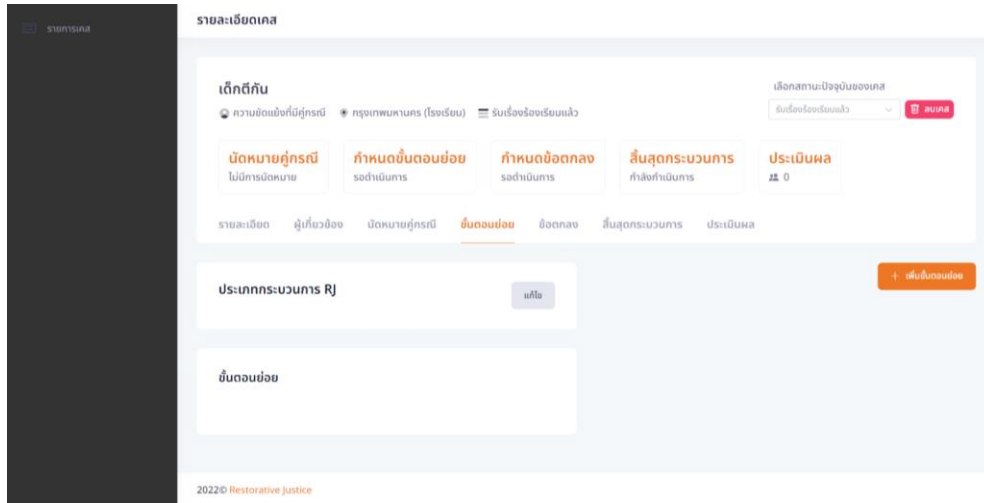 รายการเคส
รายละเอียดเคส
เด็กตีกัน
ความขัดแย้งที่มีคู่กรณี กรุงเทพมหานคร (โรงเรียน) รับเรื่องร้องเรียนแล้ว
เลือกสถานะปัจจุบันของเคส
รับเรื่องร้องเรียนแล้ว ลบเคส
นัดหมายคู่กรณี กำหนดขั้นตอนย่อย กำหนดข้อตกลง สิ้นสุดกระบวนการ ประเมินผล
ไม่มีการนัดหมาย รอดำเนินการ รอดำเนินการ กำลังดำเนินการ 0
รายละเอียด ผู้เกี่ยวข้อง นัดหมายคู่กรณี ขั้นตอนย่อย ข้อตกลง สิ้นสุดกระบวนการ ประเมินผล
ประเภทกระบวนการ RJ แก้ไข
+ เพิ่มขั้นตอนย่อย
ขั้นตอนย่อย
2022© Restorative Justice